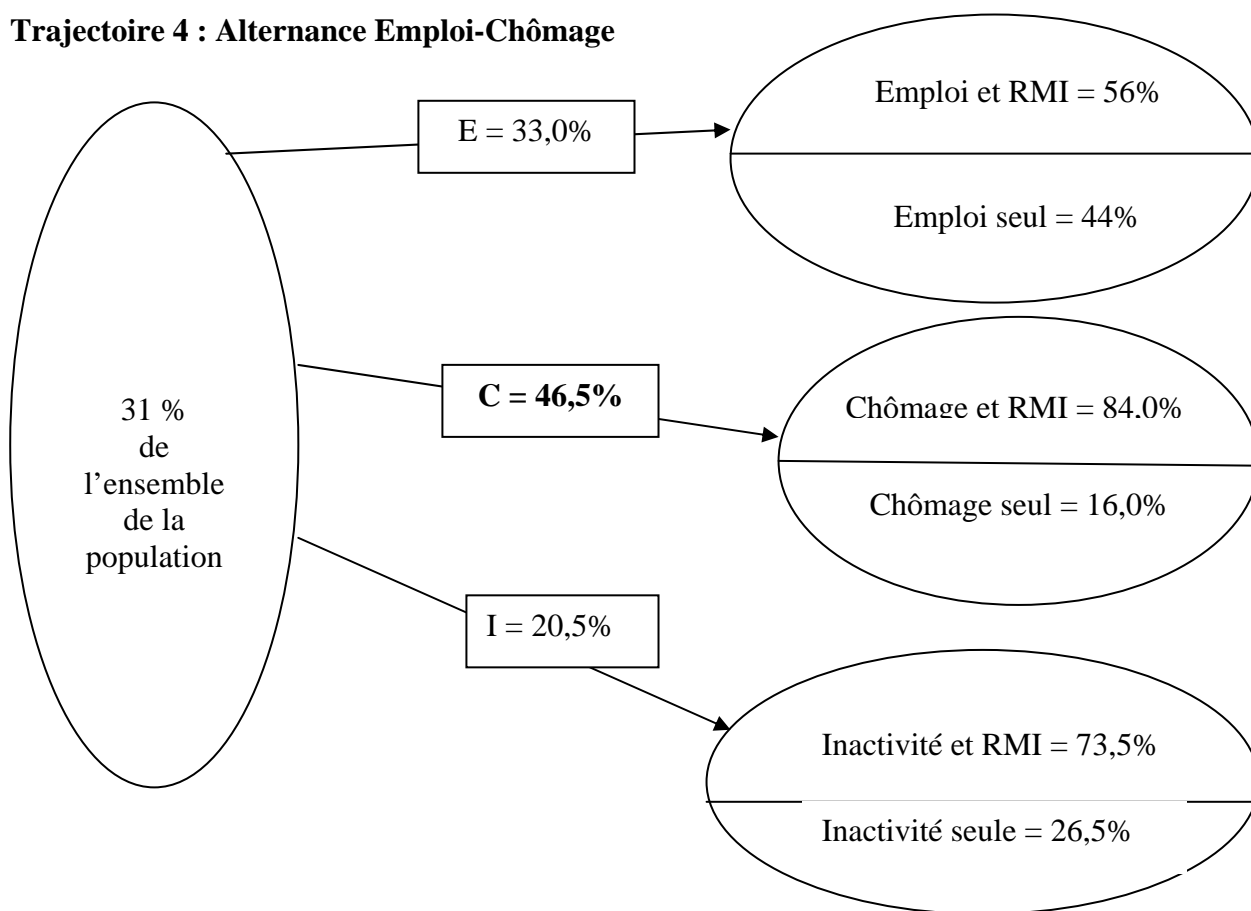 Trajectoire 4 : Alternance Emploi-Chômage
Emploi et RMI = 56%
E = 33,0%
Emploi seul = 44%
Chômage et RMI = 84.0%
C = 46,5%
Chômage seul = 16,0%
31 %
de
l’ensemble
de la
population
I = 20,5%
Inactivité et RMI = 73,5%
Inactivité seule = 26,5%